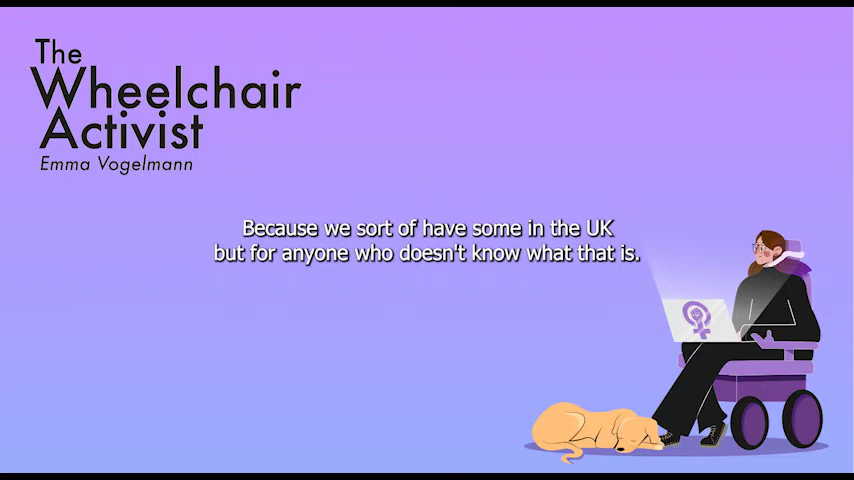 The
Wheelchair
Activist
Emma Vogelmann
Because we sort of have some in the UK
but for anyone who doesn't know what that is.